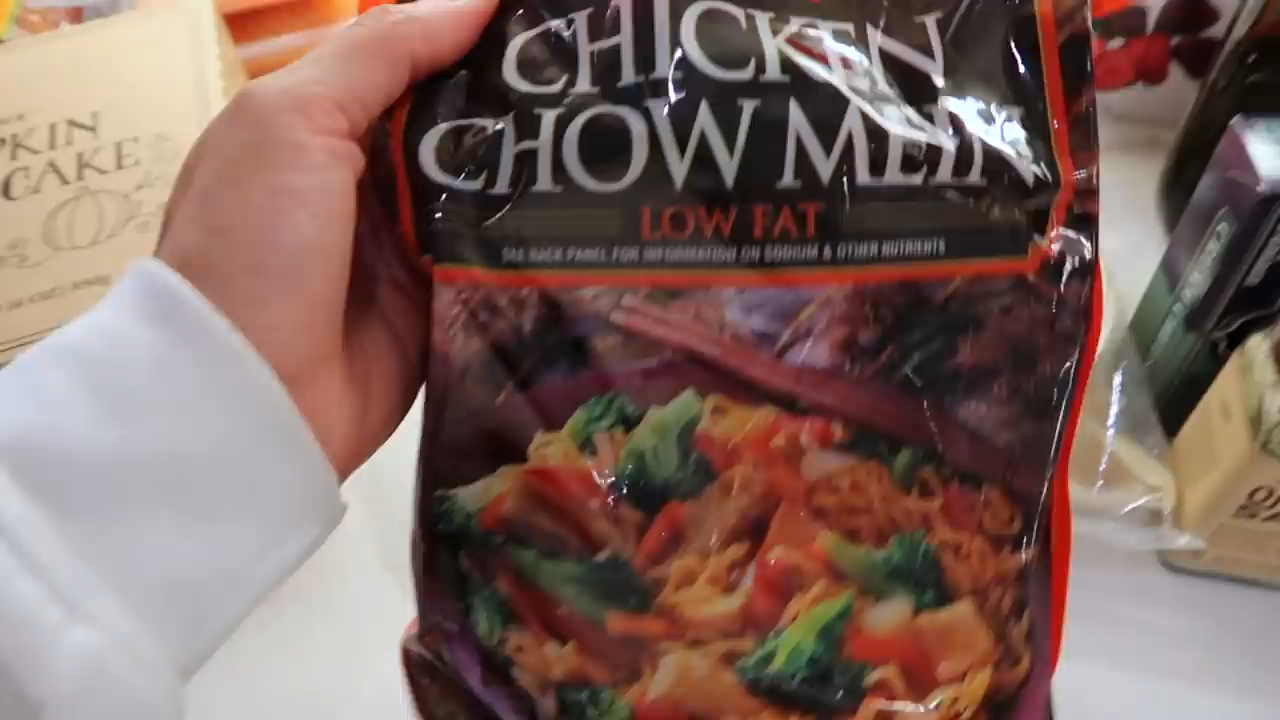 CHICKEN
CHOW MEIN
LOW FAT
SEE BACK PANEL FOR INFORMATION ON SODIUM & OTHER NUTRIENTS
PKIN
CAKE